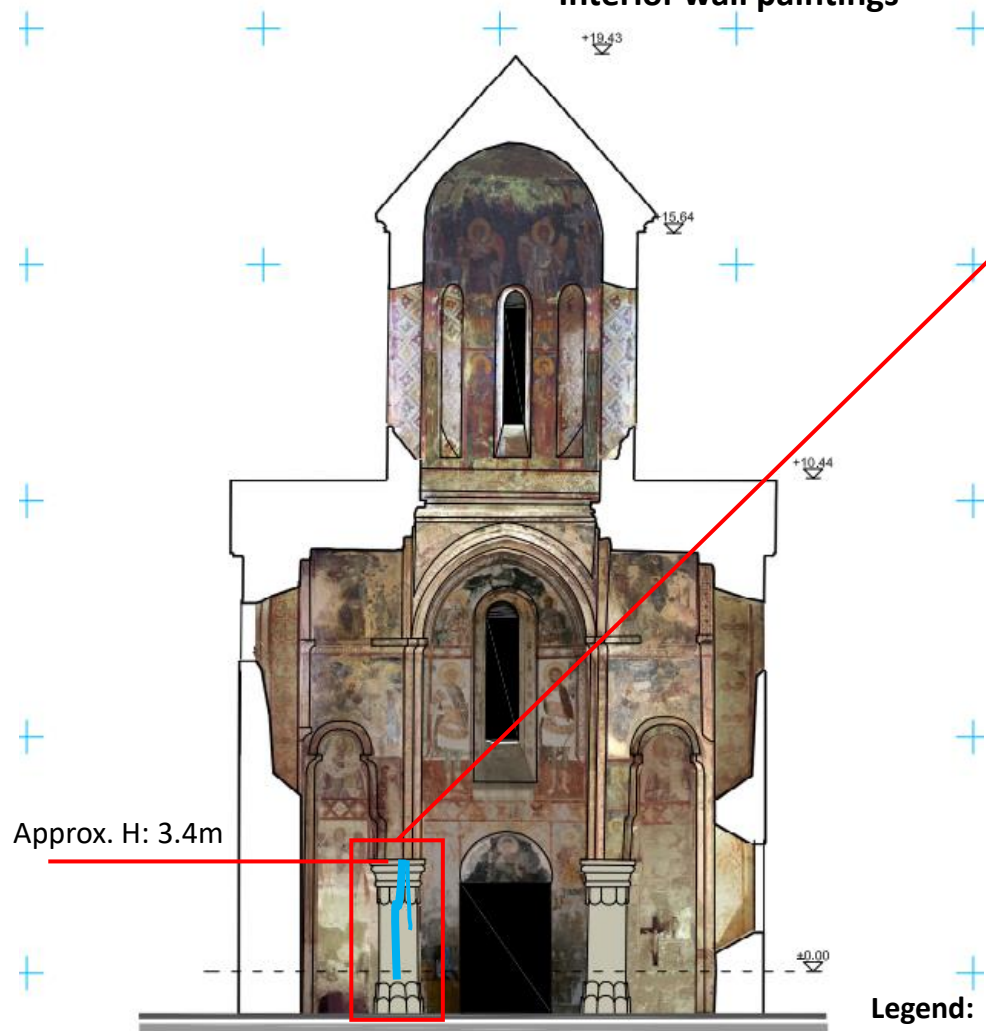 Interior wall paintings
+19.43
+15.64
+10.44
Approx. H: 3.4m
±0.00
Legend: